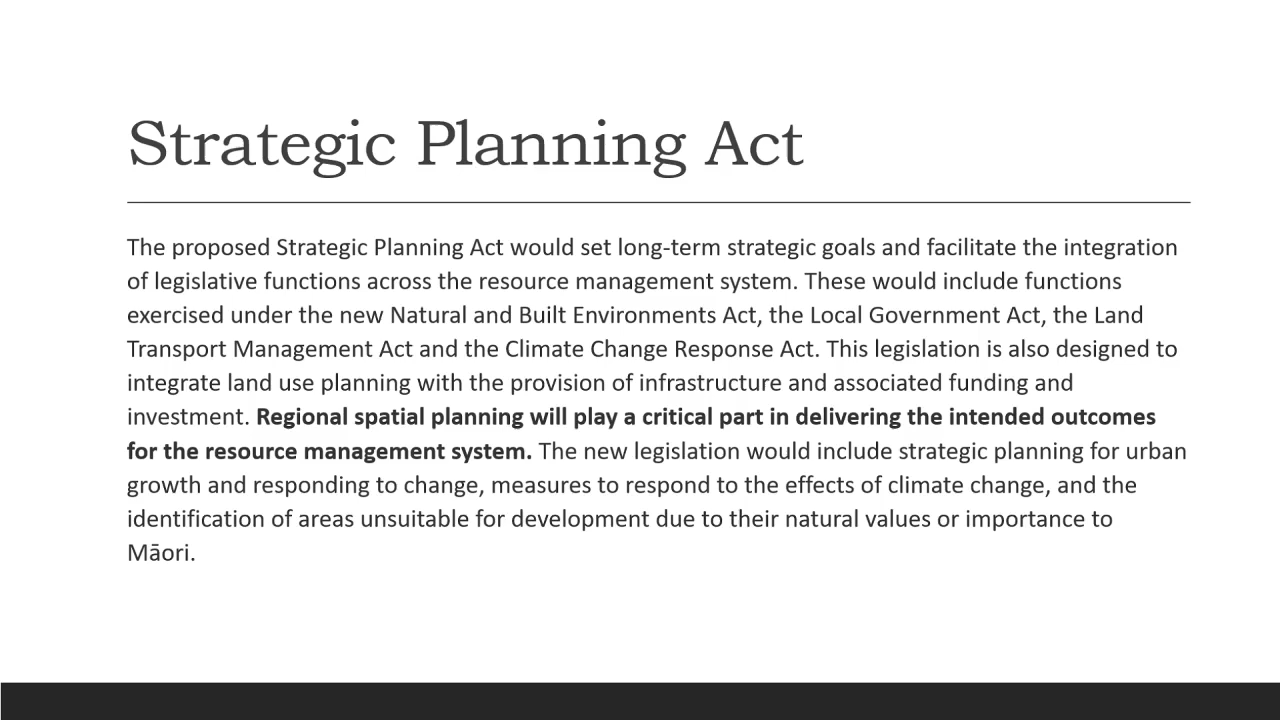 Strategic Planning Act
The proposed Strategic Planning Act would set long-term strategic goals and facilitate the integration
of legislative functions across the resource management system. These would include functions
exercised under the new Natural and Built Environments Act, the Local Government Act, the Land
Transport Management Act and the Climate Change Response Act. This legislation is also designed to
integrate land use planning with the provision of infrastructure and associated funding and
investment. Regional spatial planning will play a critical part in delivering the intended outcomes
for the resource management system. The new legislation would include strategic planning for urban
growth and responding to change, measures to respond to the effects of climate change, and the
identification of areas unsuitable for development due to their natural values or importance to
Māori.